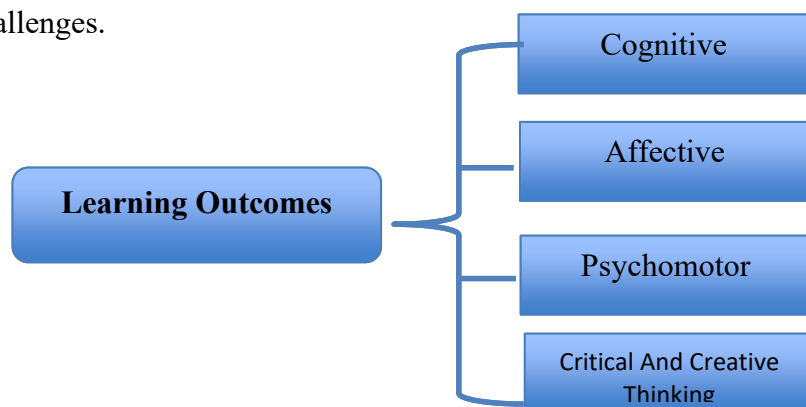 allenges.
Cognitive
Affective
Learning Outcomes
Psychomotor
Critical And Creative
Thinking